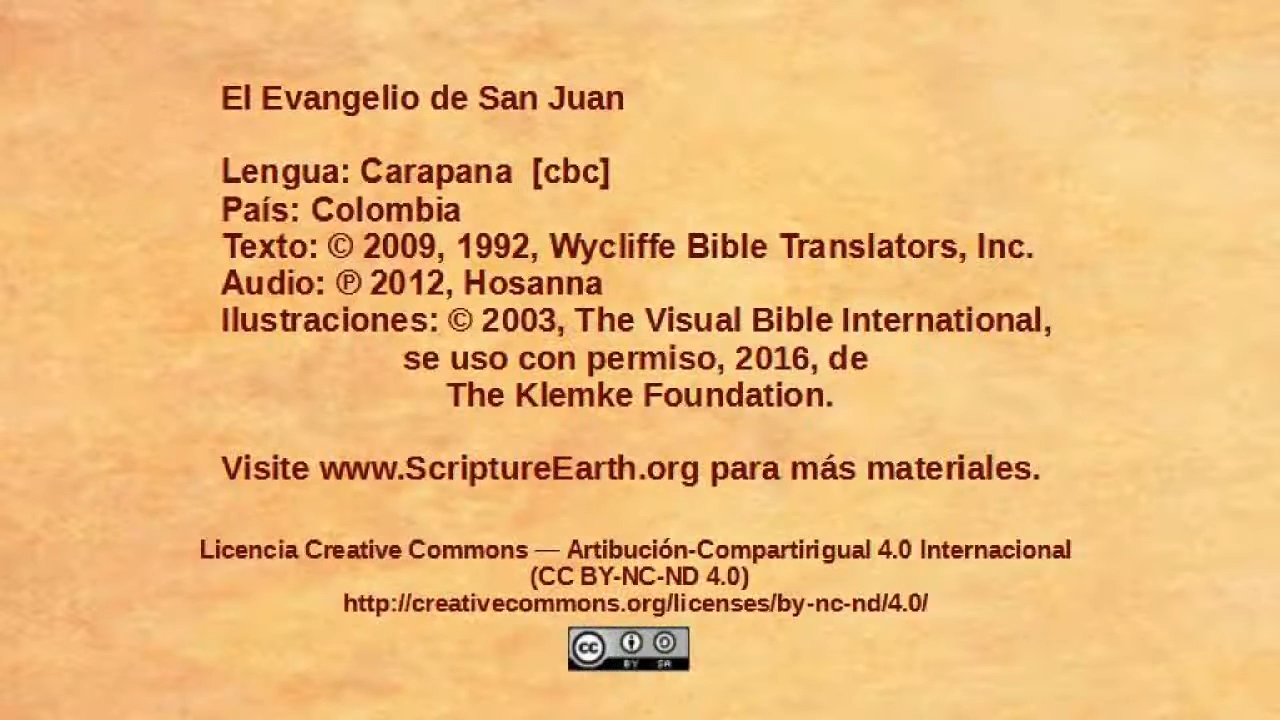 El Evangelio de San Juan
Lengua: Carapana [cbc]
País: Colombia
Texto: © 2009, 1992, Wycliffe Bible Translators, Inc.
Audio: ℗ 2012, Hosanna
Ilustraciones: © 2003, The Visual Bible International,
se uso con permiso, 2016, de
The Klemke Foundation.
Visite www.ScriptureEarth.org para más materiales.
Licencia Creative Commons — Artibución-Compartirigual 4.0 Internacional
(CC BY-NC-ND 4.0)
http://creativecommons.org/licenses/by-nc-nd/4.0/
cc BY SA